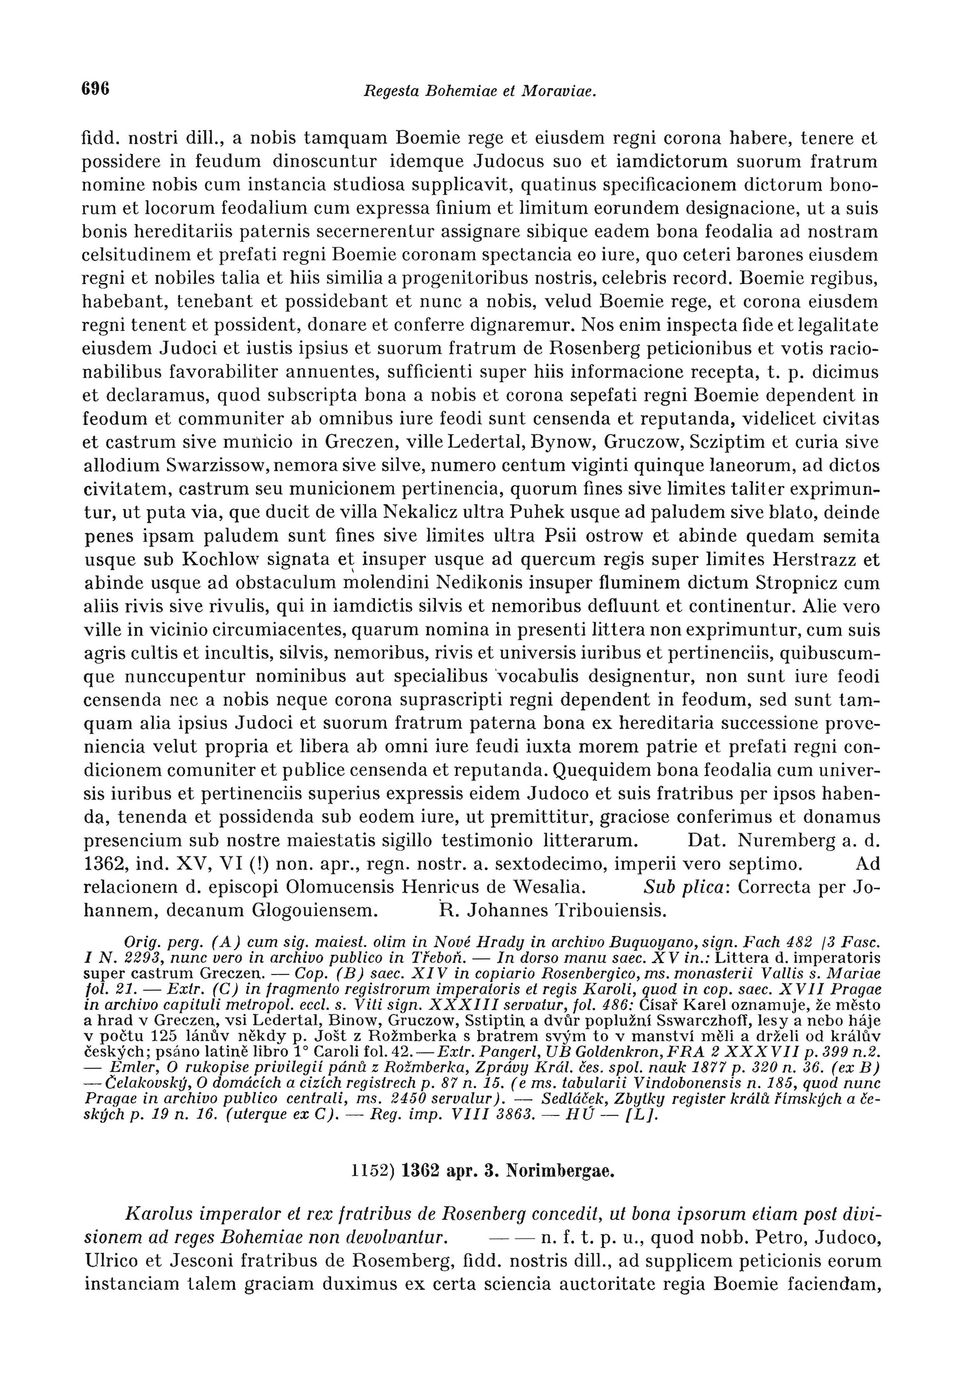 696
Regesta Bohemiae et Moraviae.
fidd. nostri dill., a nobis tamquam Boemie rege et eiusdem regni corona habere, tenere et
possidere in feudum dinoscuntur idemque Judocus suo et iamdictorum suorum fratrum
nomine nobis cum instancia studiosa supplicavit, quatinus specificacionem dictorum bono-
rum et locorum feodalium cum expressa finium et limitum eorundem designacione, ut a suis
bonis hereditariis paternis secernerentur assignare sibique eadem bona feodalia ad nostram
celsitudinem et prefati regni Boemie coronam spectancia eo iure, quo ceteri barones eiusdem
regni et nobiles talia et hiis similia a progenitoribus nostris, celebris record. Boemie regibus,
habebant, tenebant et possidebant et nunc a nobis, velud Boemie rege, et corona eiusdem
regni tenent et possident, donare et conferre dignaremur. Nos enim inspecta fide et legalitate
eiusdem Judoci et iustis ipsius et suorum fratrum de Rosenberg peticionibus et votis racio-
nabilibus favorabiliter annuentes, sufficienti super hiis informacione recepta, t. p. dicimus
et declaramus, quod subscripta bona a nobis et corona sepefati regni Boemie dependent in
feodum et communiter ab omnibus iure feodi sunt censenda et reputanda, videlicet civitas
et castrum sive municio in Greczen, ville Ledertal, Bynow, Gruczow, Scziptim et curia sive
allodium Swarzissow, nemora sive silve, numero centum viginti quinque laneorum, ad dictos
civitatem, castrum seu municionem pertinencia, quorum fines sive limites taliter exprimun-
tur, ut puta via, que ducit de villa Nekalicz ultra Puhek usque ad paludem sive blato, deinde
penes ipsam paludem sunt fines sive limites ultra Psii ostrow et abinde quedam semita
usque sub Kochlow signata et insuper usque ad quercum regis super limites Herstrazz et
abinde usque ad obstaculum molendini Nedikonis insuper fluminem dictum Stropnicz cum
aliis rivis sive rivulis, qui in iamdictis silvis et nemoribus defluunt et continentur. Alie vero
ville in vicinio circumiacentes, quarum nomina in presenti littera non exprimuntur, cum suis
agris cultis et incultis, silvis, nemoribus, rivis et universis iuribus et pertinenciis, quibuscum-
que nunccupentur nominibus aut specialibus vocabulis designentur, non sunt iure feodi
censenda nec a nobis neque corona suprascripti regni dependent in feodum, sed sunt tam-
quam alia ipsius Judoci et suorum fratrum paterna bona ex hereditaria successione prove-
niencia velut propria et libera ab omni iure feudi iuxta morem patrie et prefati regni con-
dicionem comuniter et publice censenda et reputanda. Quequidem bona feodalia cum univer-
sis iuribus et pertinenciis superius expressis eidem Judoco et suis fratribus per ipsos haben-
da, tenenda et possidenda sub eodem iure, ut premittitur, graciose conferimus et donamus
presencium sub nostre maiestatis sigillo testimonio litterarum. Dat. Nuremberg a. d.
1362, ind. XV, VI (!) non. apr., regn. nostr. a. sextodecimo, imperii vero septimo. Ad
relacionem d. episcopi Olomucensis Henricus de Wesalia. Sub plica: Correcta per Jo-
hannem, decanum Glogouiensem. R. Johannes Tribouiensis.
Orig. perg. (A) cum sig. maiest. olim in Nové Hrady in archivo Buquoyano, sign. Fach 482 /3 Fasc.
I N. 2293, nunc vero in archivo publico in Třeboň. — In dorso manu saec. XV in.: Littera d. imperatoris
super castrum Greczen. — Cop. (B) saec. XIV in copiario Rosenbergico, ms. monasterii Vallis s. Mariae
fol. 21. — Extr. (C) in fragmento registrorum imperatoris et regis Karoli, quod in cop. saec. XVII Pragae
in archivo capituli metropol. eccl. s. Viti sign. XXXIII servatur, fol. 486: Císař Karel oznamuje, že město
a hrad v Greczen, vsi Ledertal, Binow, Gruczow, Sstiptin a dvůr poplužní Sswarczhoff, lesy a nebo háje
v počtu 125 lánův někdy p. Jošt z Rožmberka s bratrem svým to v manství měli a drželi od králův
českých; psáno latině libro 1° Caroli fol. 42. — Extr. Pangerl, UB Goldenkron, FRA 2 XXXVII p. 399 n.2.
— Emler, O rukopise privilegií pánů z Rožmberka, Zprávy Král. čes. spol. nauk 1877 p. 320 n. 36. (ex B)
— Čelakovský, O domácích a cizích registrech p. 87 n. 15. (e ms. tabularii Vindobonensis n. 185, quod nunc
Pragae in archivo publico centrali, ms. 2450 servatur). — Sedláček, Zbytky register králů římských a če-
ských p. 19 n. 16. (uterque ex C). — Reg. imp. VIII 3863. — HÚ — [L].
1152) 1362 apr. 3. Norimbergae.
Karolus imperator et rex fratribus de Rosenberg concedit, ut bona ipsorum etiam post divi-
sionem ad reges Bohemiae non devolvantur. — — n. f. t. p. u., quod nobb. Petro, Judoco,
Ulrico et Jesconi fratribus de Rosemberg, fidd. nostris dill., ad supplicem peticionis eorum
instanciam talem graciam duximus ex certa sciencia auctoritate regia Boemie faciendam,